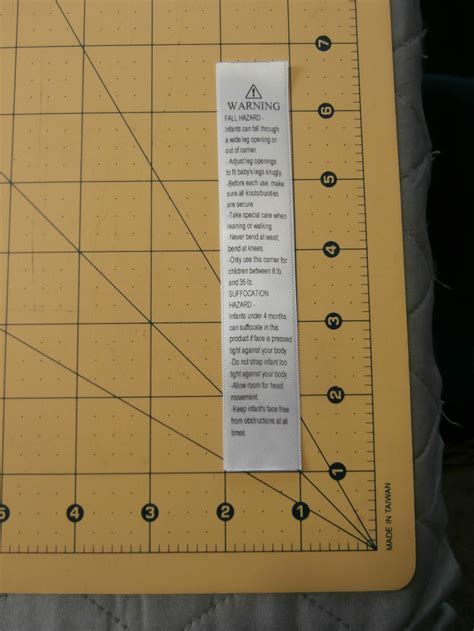 WARNING
FALL HAZARD -
Infants can fall through
a wide leg opening or
out of carrier
- Adjust leg openings
to fit baby's legs snugly.
-Before each use, make
sure all knots/buckles
are secure
-Take special care when
leaning or walking
-Never bend at waist,
bend at knees
-Only use this carrier for
children between 8 lb.
and 35 lb.
SUFFOCATION
HAZARD -
Infants under 4 months
can suffocate in this
product if face is pressed
tight against your body
-Do not strap infant too
tight against your body
-Allow room for head
movement.
-Keep infant's face free
from obstructions at all
times.
7
6
5
4
3
2
1
5
4
3
2
1
MADE IN TAIWAN